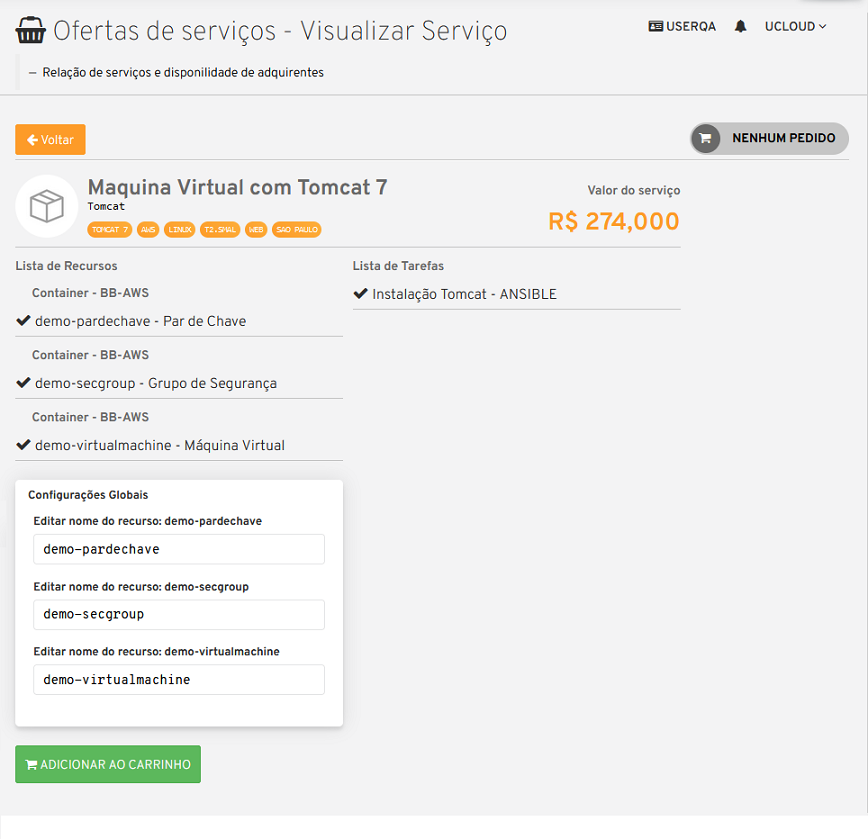 Ofertas de serviços - Visualizar Serviço
USERQA
UCLOUD
– Relação de serviços e disponilidade de adquirentes
Voltar
NENHUM PEDIDO
Maquina Virtual com Tomcat 7
Tomcat
TOMCAT 7 AWS LINUX T2.SMAL WEB SAO PAULO
Valor do serviço
R$ 274,000
Lista de Recursos
Container - BB-AWS
demo-pardechave - Par de Chave
Container - BB-AWS
demo-secgroup - Grupo de Segurança
Container - BB-AWS
demo-virtualmachine - Máquina Virtual
Lista de Tarefas
Instalação Tomcat - ANSIBLE
Configurações Globais
Editar nome do recurso: demo-pardechave
demo-pardechave
Editar nome do recurso: demo-secgroup
demo-secgroup
Editar nome do recurso: demo-virtualmachine
demo-virtualmachine
ADICIONAR AO CARRINHO